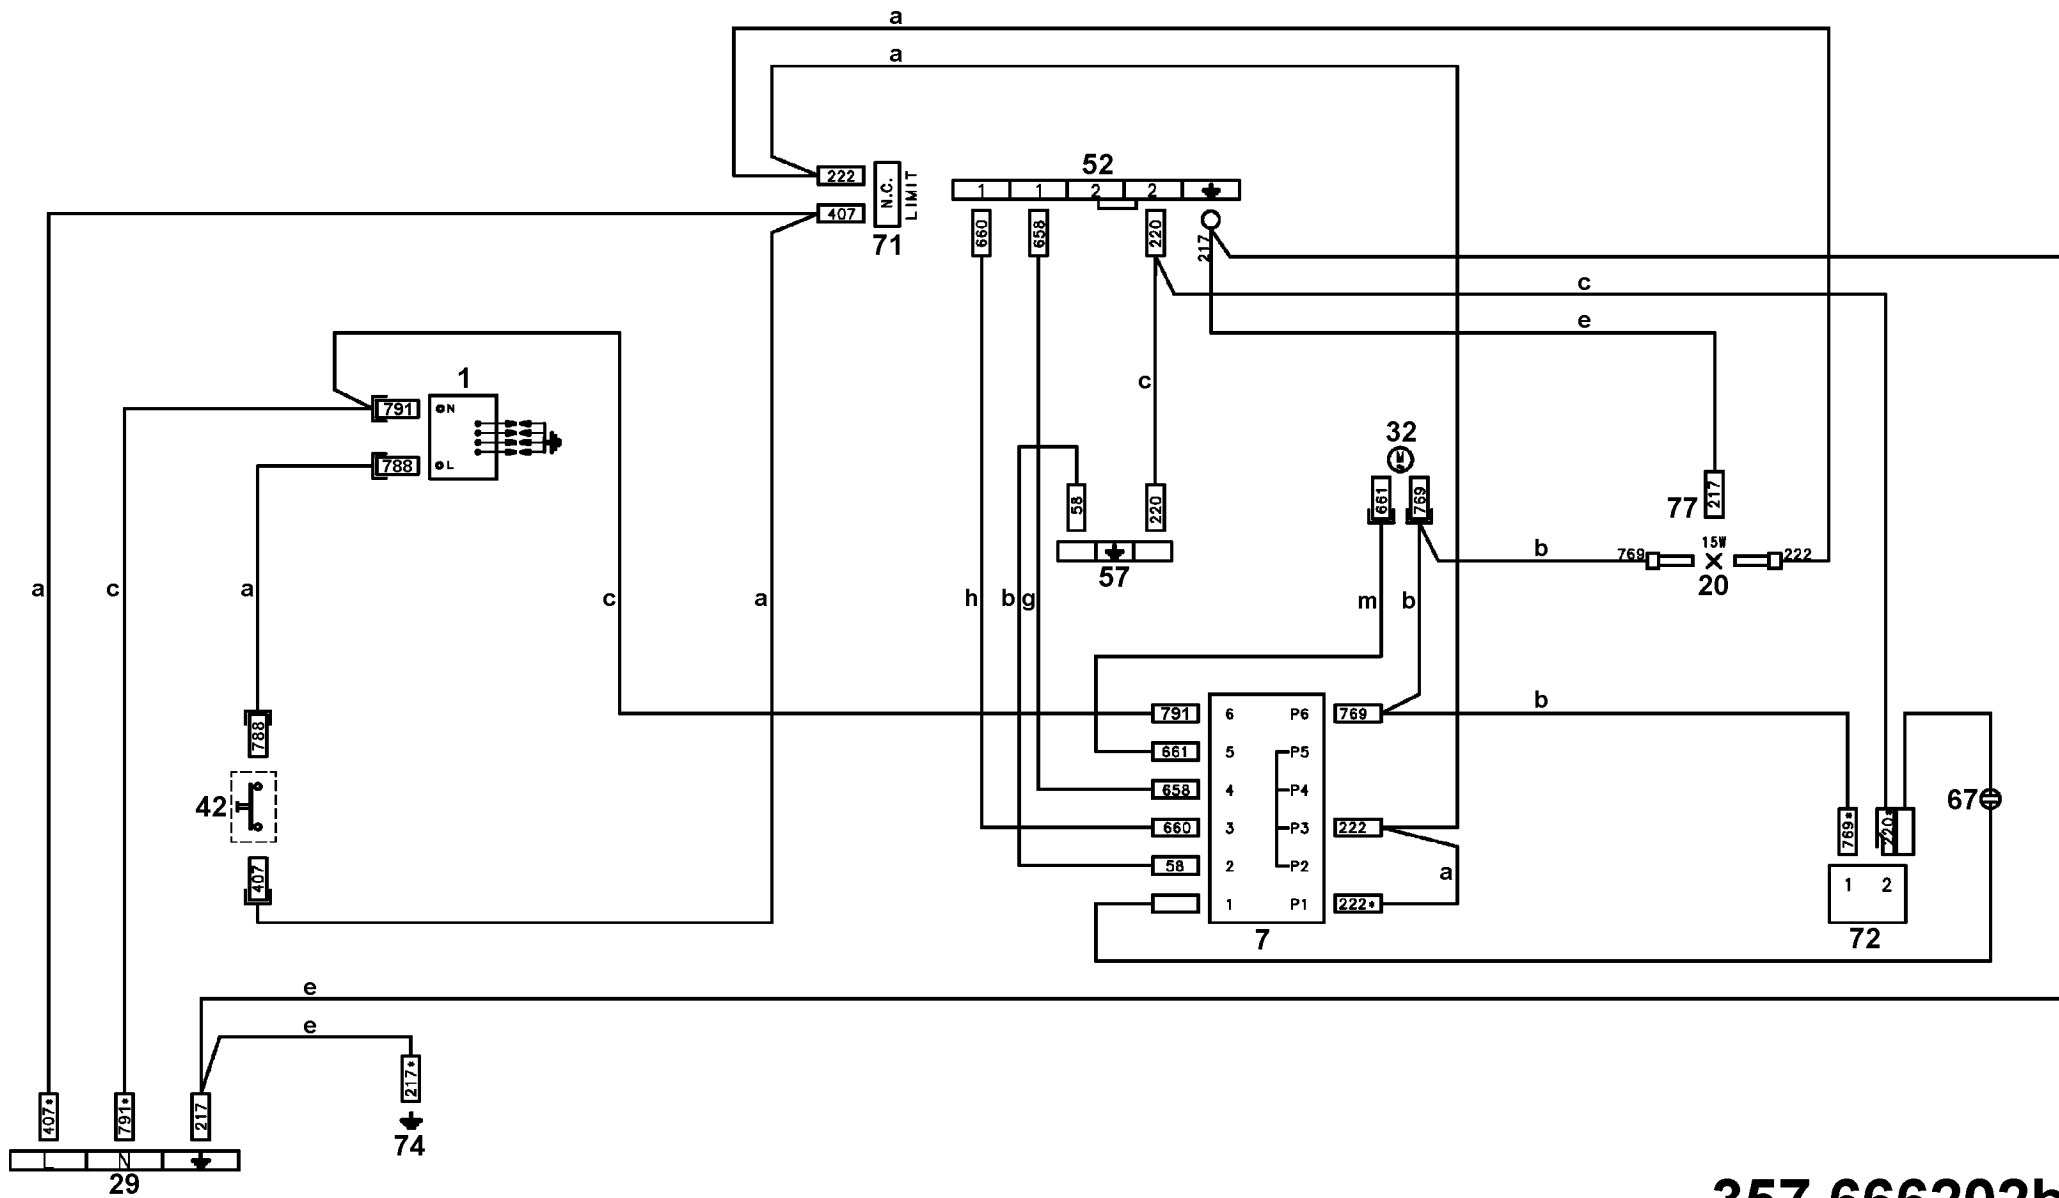 a
a
52
222
N.C.
LIMIT
407
71
1 1 2 2
660
658
220
217
c
e
1
791
N
788
L
c
32
58
220
661
769
77
217
15W
b
769
222
57
20
a
c
a
c
a
h
b
g
m
b
791
6
P6
769
b
661
5
P5
788
658
4
P4
42
660
3
P3
222
67
769*
220*
58
2
P2
a
407
1
P1
222*
1 2
7
72
e
e
217*
407*
791*
217
74
L N
29
357 666202b